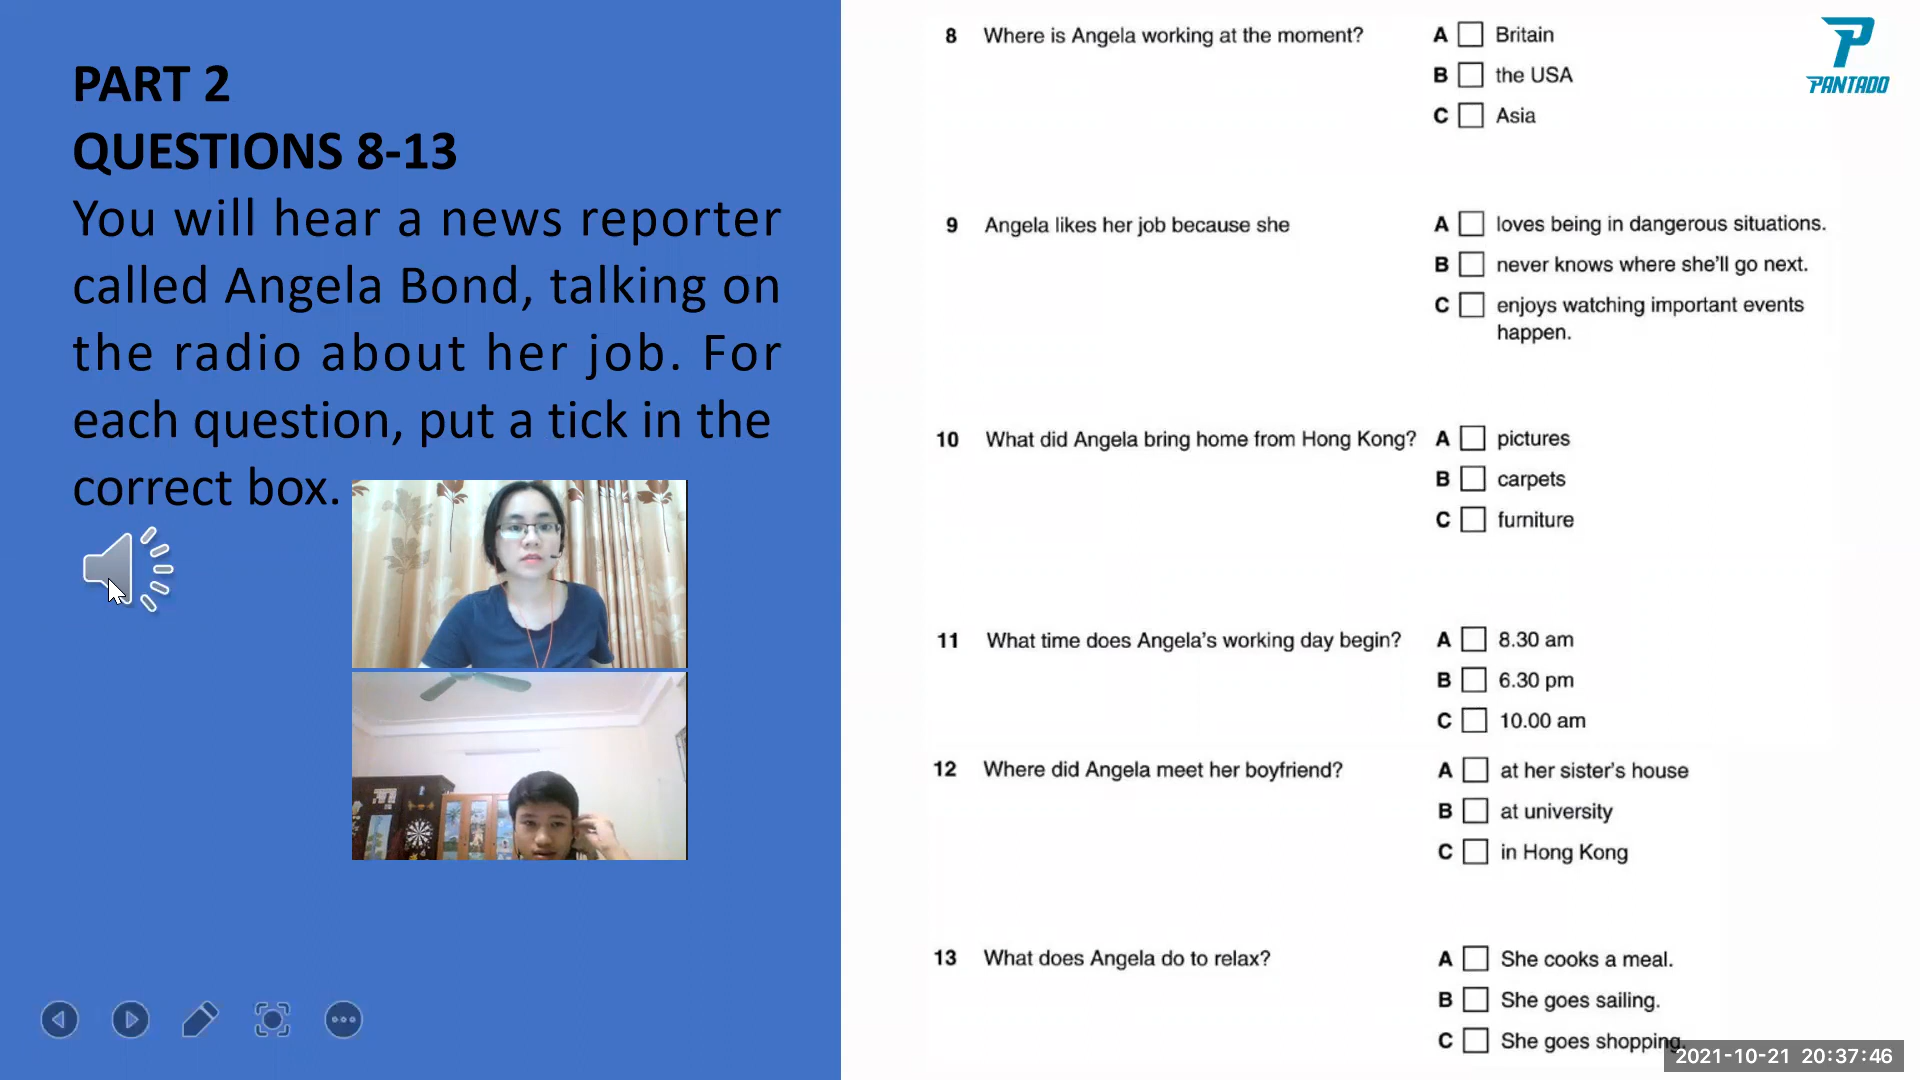 PART 2
QUESTIONS 8-13
You will hear a news reporter
called Angela Bond, talking on
the radio about her job. For
each question, put a tick in the
correct box.
8 Where is Angela working at the moment? A Britain
B the USA
C Asia
9 Angela likes her job because she A loves being in dangerous situations.
B never knows where she'll go next.
C enjoys watching important events
happen.
10 What did Angela bring home from Hong Kong? A pictures
B carpets
C furniture
11 What time does Angela's working day begin? A 8.30 am
B 6.30 pm
C 10.00 am
12 Where did Angela meet her boyfriend? A at her sister's house
B at university
C in Hong Kong
13 What does Angela do to relax? A She cooks a meal.
B She goes sailing.
C She goes shopping.
PANTADO
2021-10-21 20:37:46